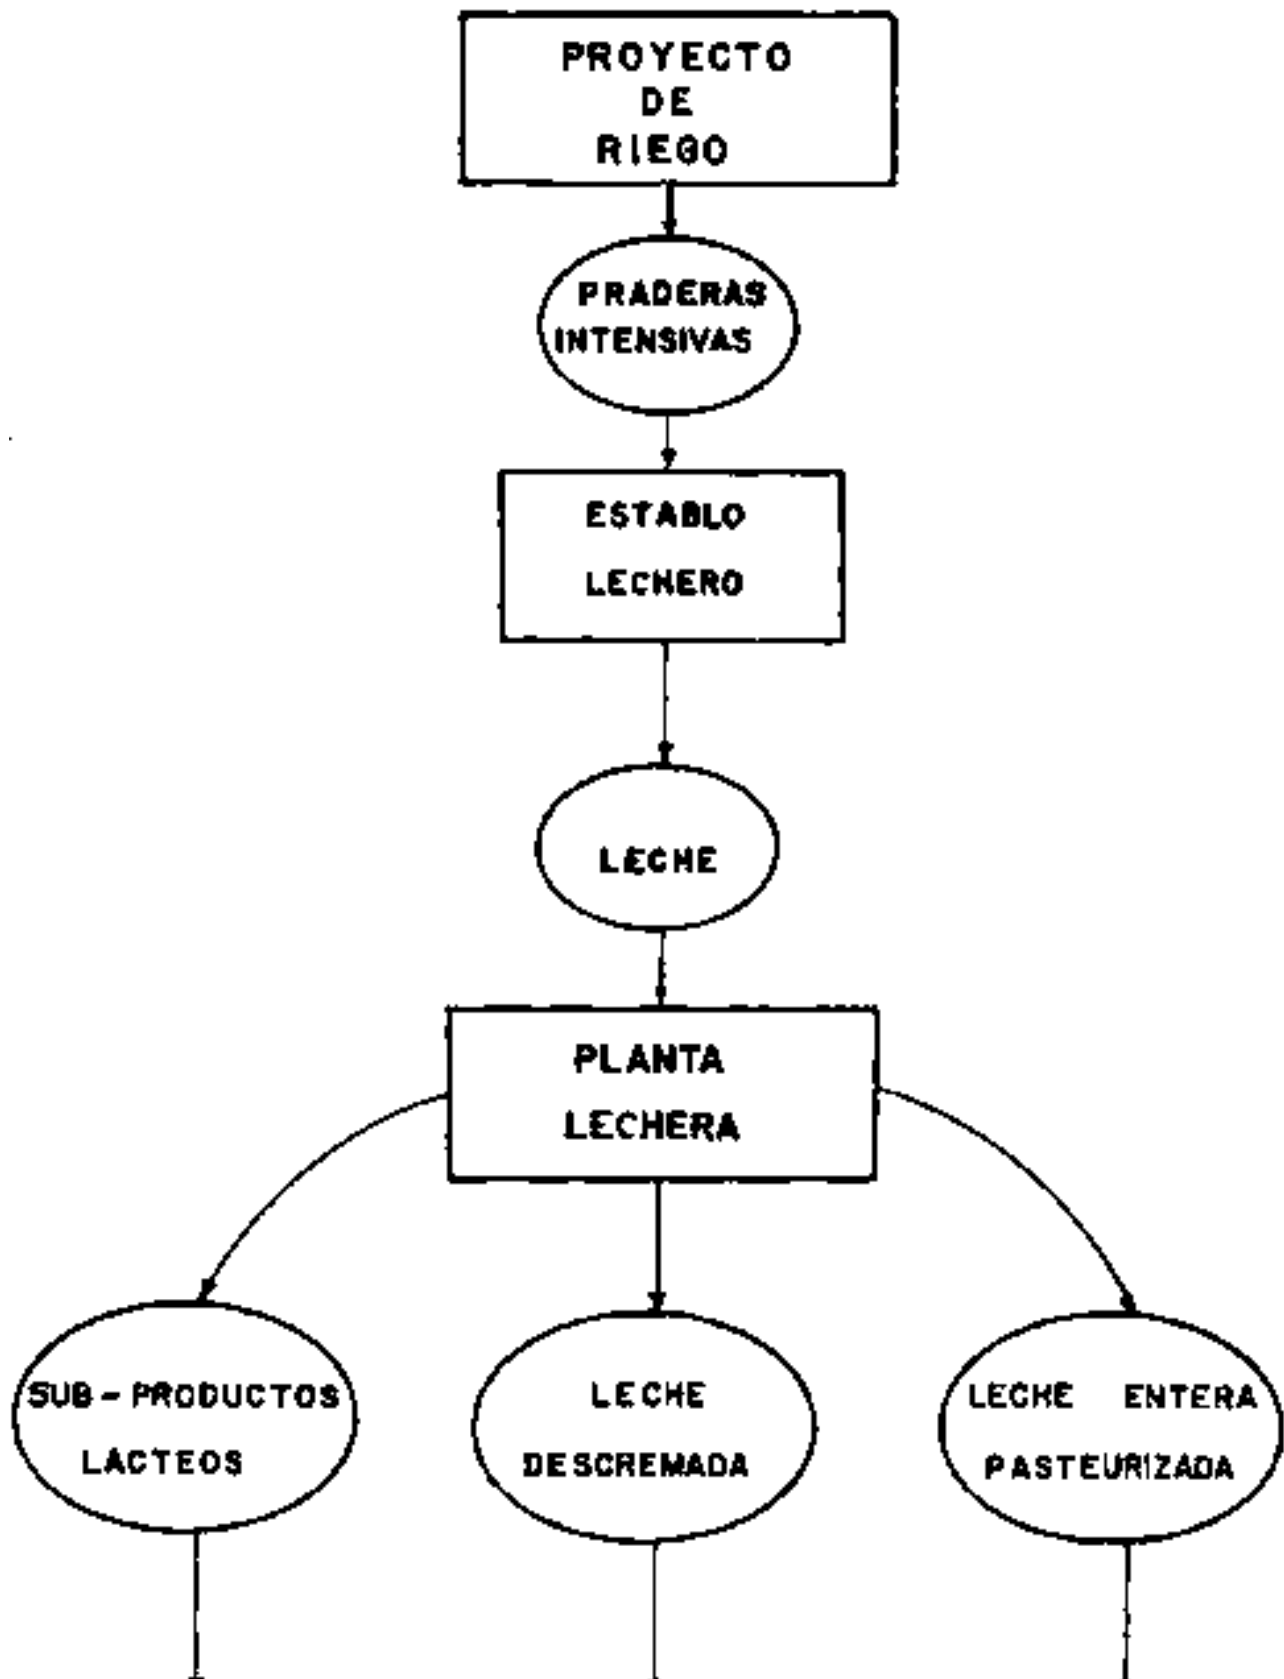 PROYECTO
DE
RIEGO
PRADERAS
INTENSIVAS
ESTABLO
LECHERO
LECHE
PLANTA
LECHERA
SUB-PRODUCTOS
LACTEOS
LECHE
DESCREMADA
LECHE ENTERA
PASTEURIZADA